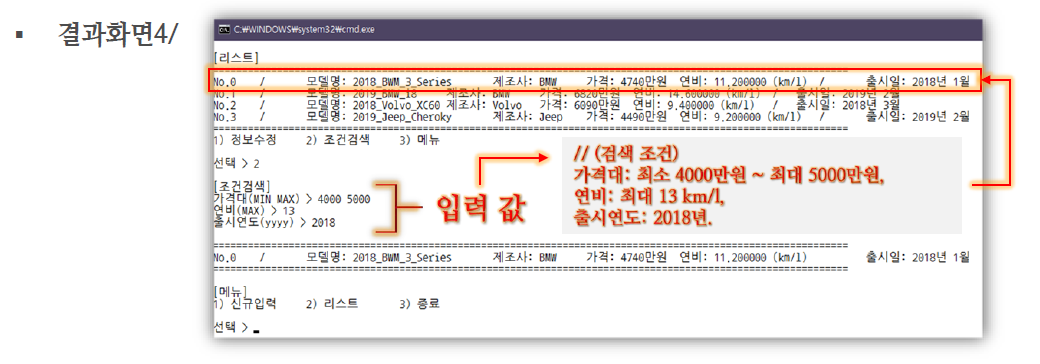 ▪ 결과화면4/
C:₩WINDOWS₩system32₩cmd.exe
[리스트]
No.0 / 모델명: 2018_BWM_3_Series 제조사: BMW 가격: 4740만원 연비: 11.200000 (km/l) / 출시일: 2018년 1월
No.1 / 모델명: 2019_BMW_i8 제조사: BMW 가격: 6820만원 연비: 14.800000 (km/l) / 출시일: 2019년 2월
No.2 / 모델명: 2018_Volvo_XC60 제조사: Volvo 가격: 6090만원 연비: 9.400000 (km/l) / 출시일: 2018년 3월
No.3 / 모델명: 2019_Jeep_Cheroky 제조사: Jeep 가격: 4490만원 연비: 9.200000 (km/l) / 출시일: 2019년 2월
1) 정보수정 2) 조건검색 3) 메뉴
선택 > 2
[조건검색]
가격대(MIN MAX) > 4000 5000
연비(MAX) > 13
출시연도(yyyy) > 2018
입력 값
// (검색 조건)
가격대: 최소 4000만원 ~ 최대 5000만원,
연비: 최대 13 km/l,
출시연도: 2018년.
No.0 / 모델명: 2018_BWM_3_Series 제조사: BMW 가격: 4740만원 연비: 11.200000 (km/l) 출시일: 2018년 1월
[메뉴]
1) 신규입력 2) 리스트 3) 종료
선택 > _